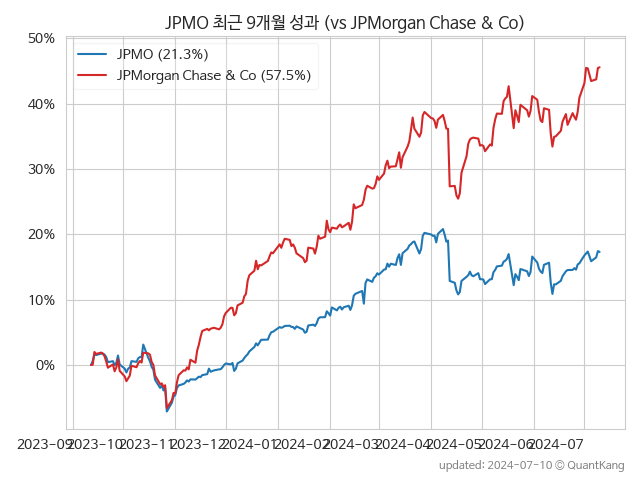 JPMO 최근 9개월 성과 (vs JPMorgan Chase & Co)
50%
JPMO (21.3%)
JPMorgan Chase & Co (57.5%)
40%
30%
20%
10%
0%
2023-09 2023-10 2023-11 2023-12 2024-01 2024-02 2024-03 2024-04 2024-05 2024-06 2024-07
updated: 2024-07-10 © QuantKang